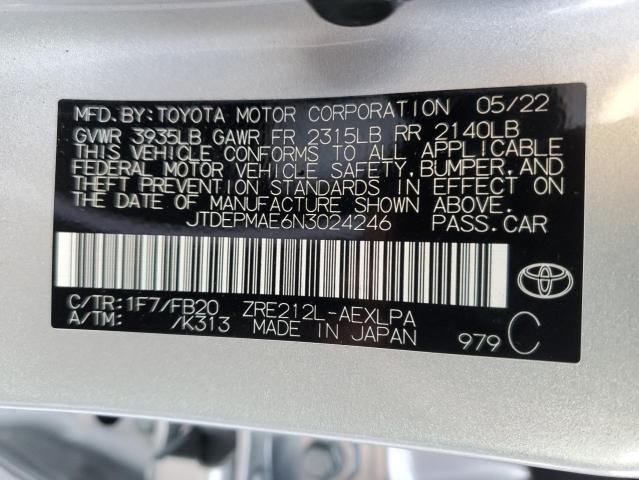 MFD. BY: TOYOTA MOTOR CORPORATION 05/22
GVWR 3935LB GAWR FR 2315LB RR 2140LB
THIS VEHICLE CONFORMS TO ALL APPLICABLE
FEDERAL MOTOR VEHICLE SAFETY, BUMPER, AND
THEFT PREVENTION STANDARDS IN EFFECT ON
THE DATE OF MANUFACTURE SHOWN ABOVE.
JTDEPMAE6N3024246 PASS. CAR
C/TR: 1F7/FB20 ZRE212L-AEXLPA
A/TM: /K313 MADE IN JAPAN 979 C